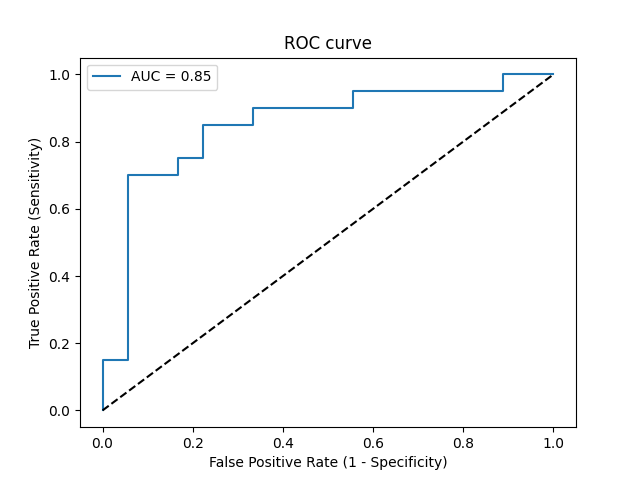 ROC curve
AUC = 0.85
True Positive Rate (Sensitivity)
1.0
0.8
0.6
0.4
0.2
0.0
0.0 0.2 0.4 0.6 0.8 1.0
False Positive Rate (1 - Specificity)